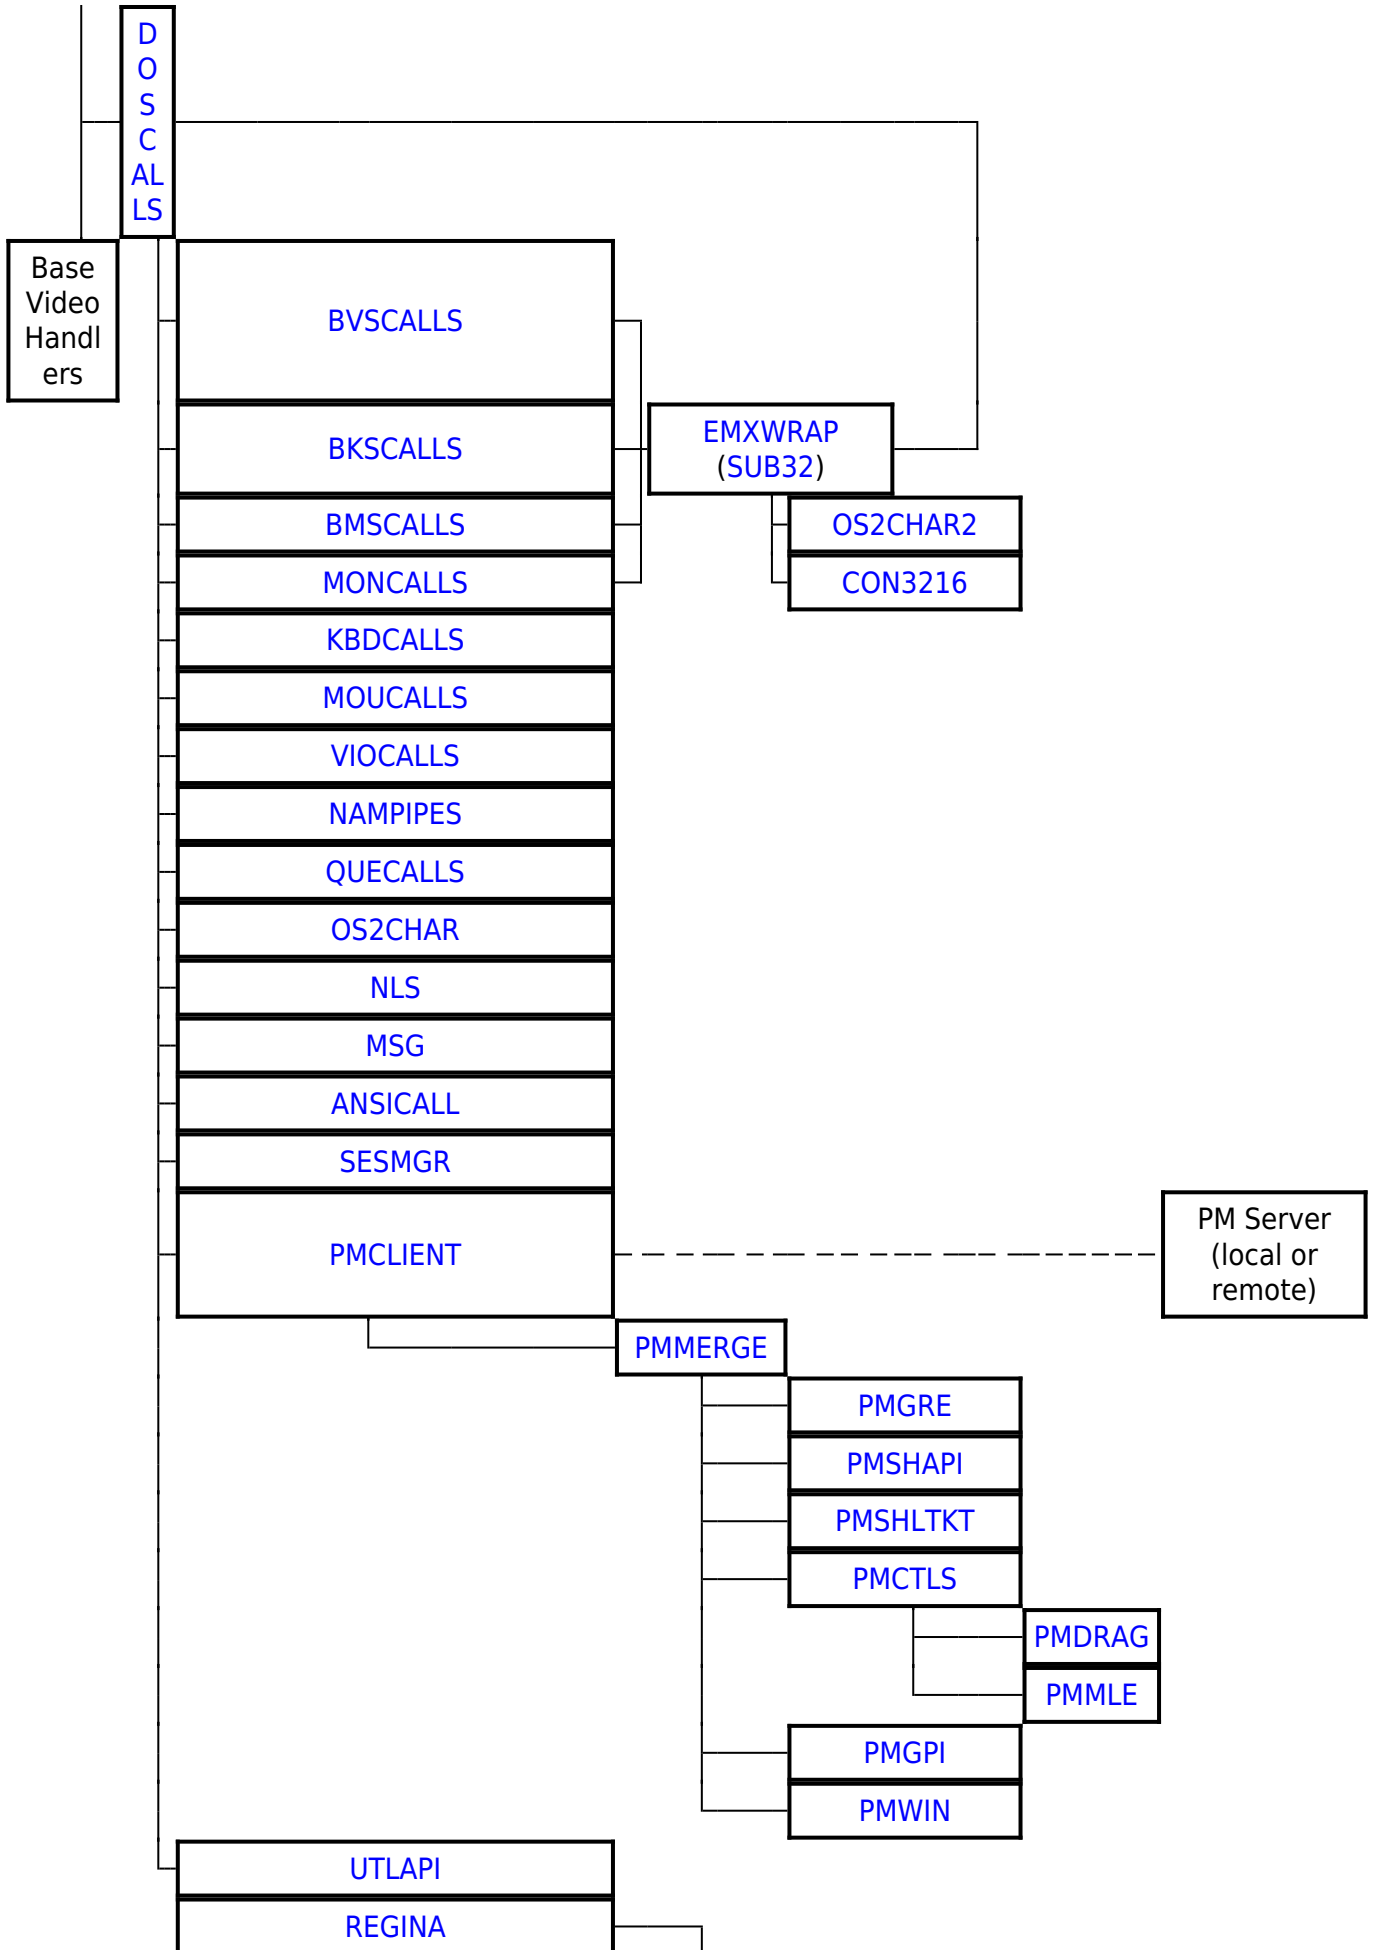 D
O
S
C
AL
LS
Base
Video
Handl
ers
BVSCALLS
BKSCALLS
EMXWRAP
(SUB32)
BMSCALLS
OS2CHAR2
MONCALLS
CON3216
KBDCALLS
MOUCALLS
VIOCALLS
NAMPIPES
QUECALLS
OS2CHAR
NLS
MSG
ANSICALL
SESMGR
PMCLIENT
PM Server
(local or
remote)
PMMERGE
PMGRE
PMSHAPI
PMSHLTKT
PMCTLS
PMDRAG
PMMLE
PMGPI
PMWIN
UTLAPI
REGINA